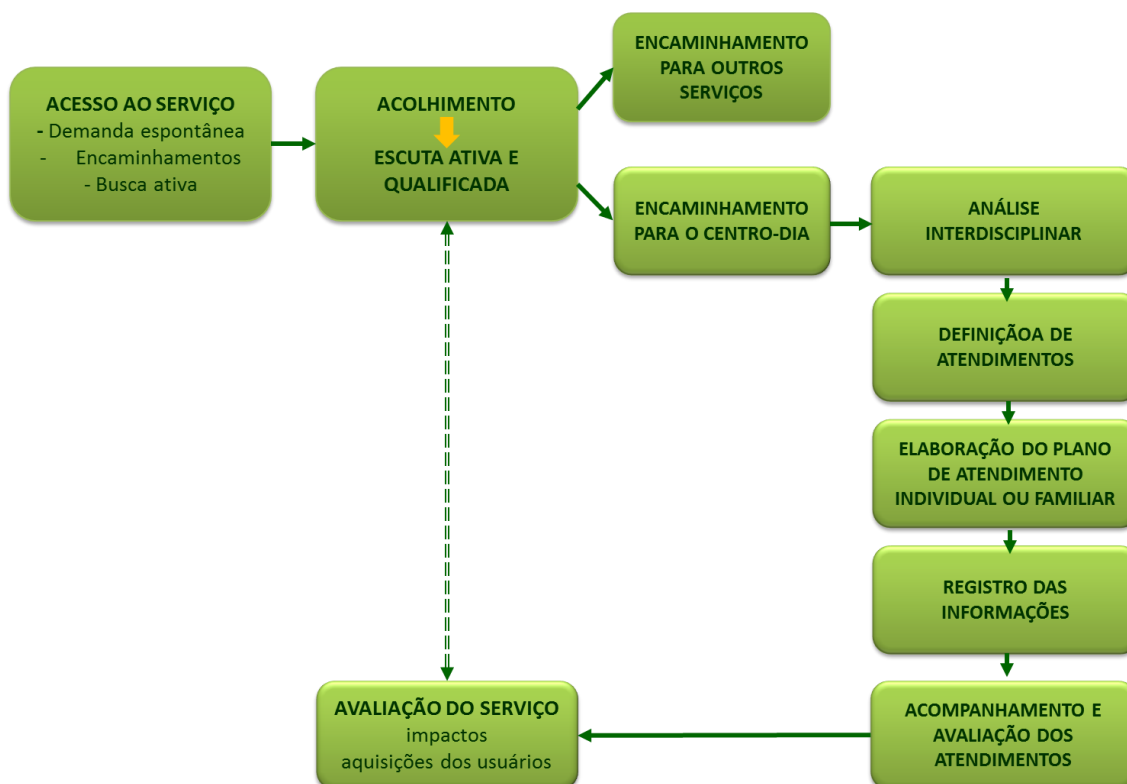 ACESSO AO SERVIÇO
- Demanda espontânea
- Encaminhamentos
- Busca ativa
ACOLHIMENTO
ESCUTA ATIVA E
QUALIFICADA
ENCAMINHAMENTO
PARA OUTROS
SERVIÇOS
ENCAMINHAMENTO
PARA O CENTRO-DIA
ANÁLISE
INTERDISCIPLINAR
DEFINIÇÃOA DE
ATENDIMENTOS
ELABORAÇÃO DO PLANO
DE ATENDIMENTO
INDIVIDUAL OU FAMILIAR
REGISTRO DAS
INFORMAÇÕES
ACOMPANHAMENTO E
AVALIAÇÃO DOS
ATENDIMENTOS
AVALIAÇÃO DO SERVIÇO
impactos
aquisições dos usuários